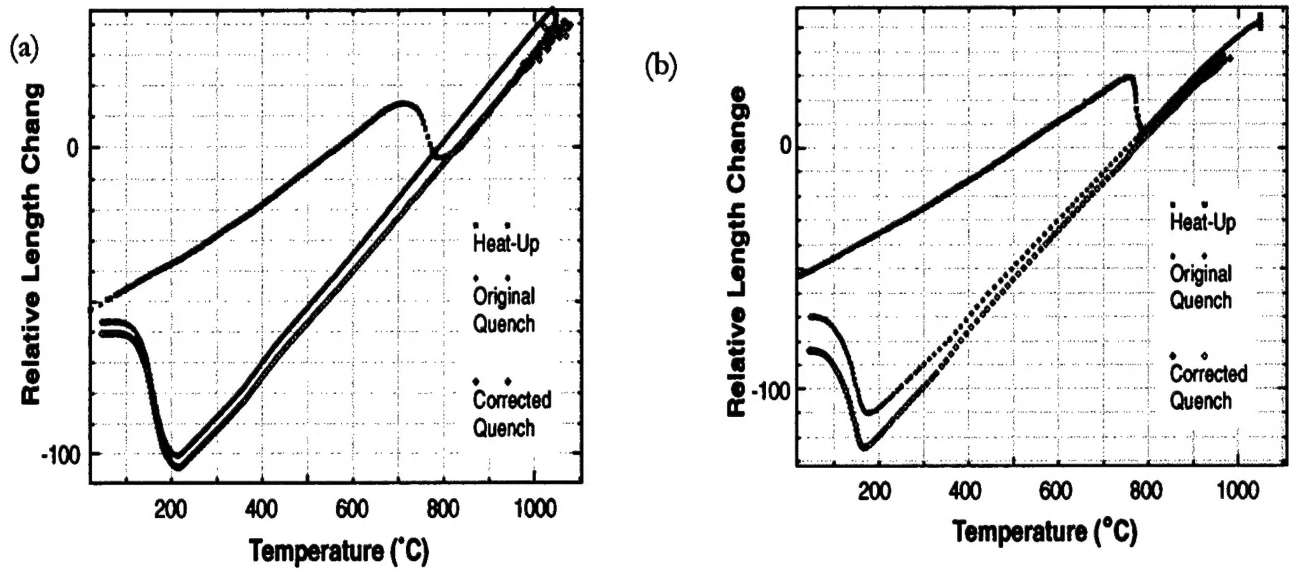 (a)
Relative Length Chang
0
-100
200
400
600
800
1000
Temperature (°C)
Heat-Up
Original
Quench
Corrected
Quench
(b)
Relative Length Change
0
-100
200
400
600
800
1000
Temperature (°C)
Heat-Up
Original
Quench
Corrected
Quench